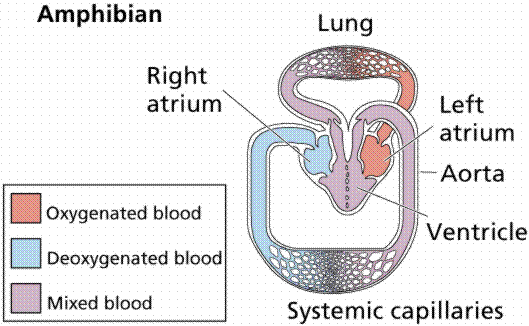 Amphibian
Lung
Right
atrium
Left
atrium
Aorta
Oxygenated blood
Deoxygenated blood
Ventricle
Mixed blood
Systemic capillaries